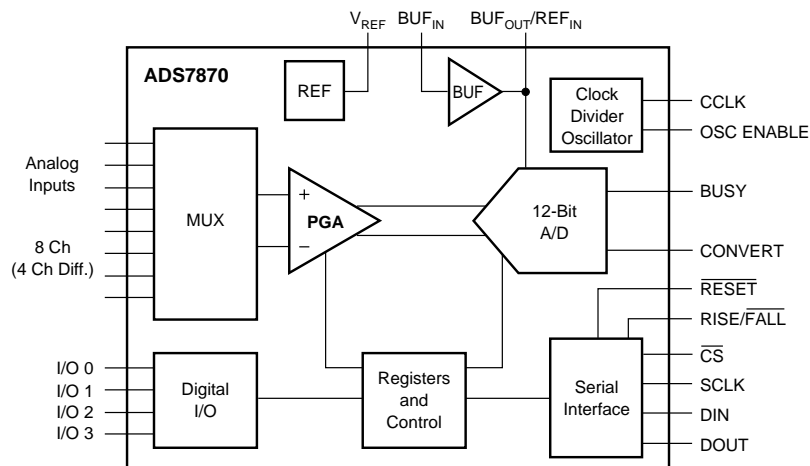 VREF
BUFIN
BUFOUT/REFIN
ADS7870
REF
BUF
Clock
Divider
Oscillator
CCLK
OSC ENABLE
Analog
Inputs
8 Ch
(4 Ch Diff.)
MUX
+
PGA
−
12-Bit
A/D
BUSY
CONVERT
RESET
RISE/FALL
CS
SCLK
DIN
DOUT
I/O 0
I/O 1
I/O 2
I/O 3
Digital
I/O
Registers
and
Control
Serial
Interface